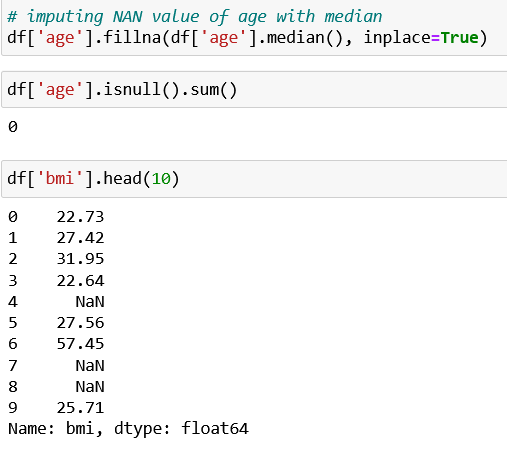 # imputing NAN value of age with median
df['age'].fillna(df['age'].median(), inplace=True)
df['age'].isnull().sum()
0
df['bmi'].head(10)
0    22.73
1    27.42
2    31.95
3    22.64
4      NaN
5    27.56
6    57.45
7      NaN
8      NaN
9    25.71
Name: bmi, dtype: float64